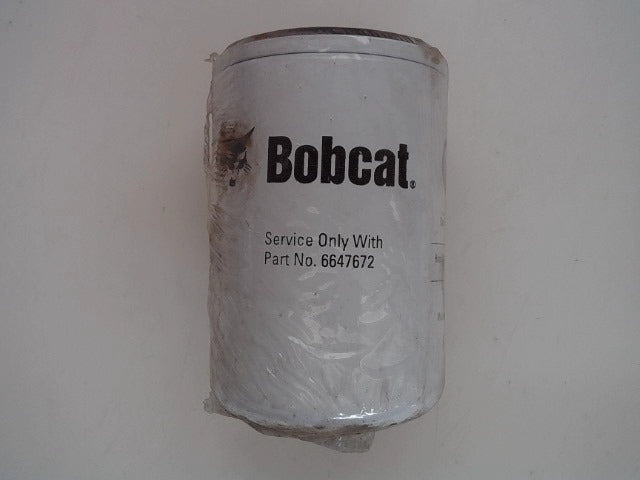 Bobcat®
Service Only With
Part No. 6647672